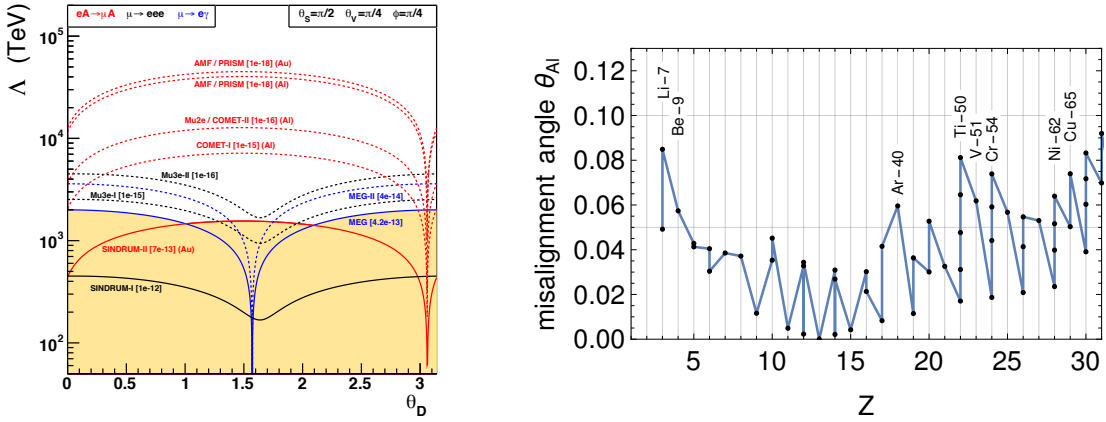 eA→μA μ→eee μ→eγ θS=π/2 θV=π/4 ϕ=π/4
Λ (TeV)
10^5
10^4
10^3
10^2
AMF / PRISM [1e-18] (Au)
AMF / PRISM [1e-18] (Al)
Mu2e / COMET-II [1e-16] (Al)
COMET-I [1e-15] (Al)
Mu3e-II [1e-16]
Mu3e-I [1e-15]
MEG-II [4e-14]
MEG [4.2e-13]
SINDRUM-II [7e-13] (Au)
SINDRUM-I [1e-12]
0 0.5 1 1.5 2 2.5 3
θD
misalignment angle θAl
0.12
0.10
0.08
0.06
0.04
0.02
0.00
Li-7
Be-9
Ar-40
Ti-50
V-51
Cr-54
Ni-62
Cu-65
5 10 15 20 25 30
Z